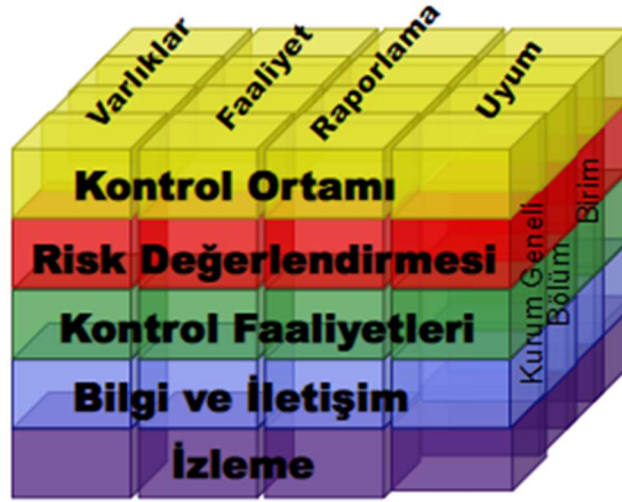 Varlıklar
Faaliyet
Raporlama
Uyum
Kontrol Ortamı
Risk Değerlendirmesi
Kontrol Faaliyetleri
Bilgi ve İletişim
İzleme
Kurum Geneli
Bölüm
Birim